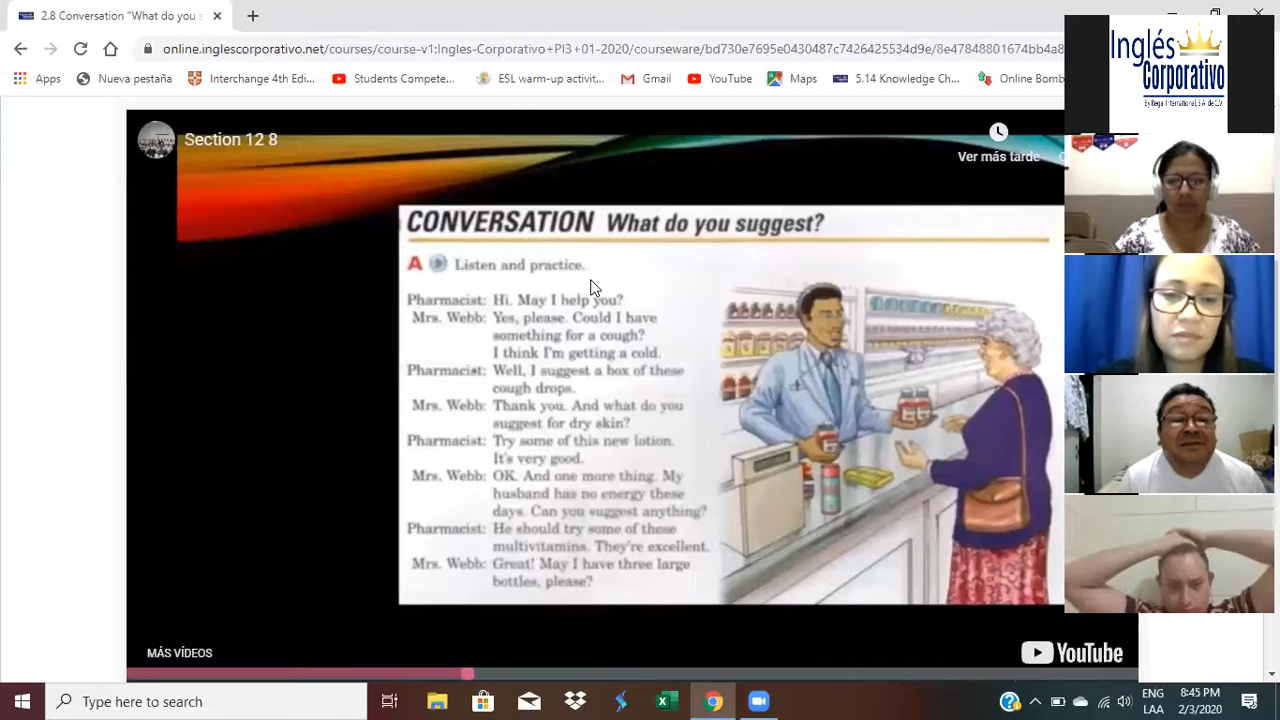 2.8 Conversation "What do you s
online.inglescorporativo.net/courses/course-v1:Ingles-Corporativo+PI3+01-2020/courseware/bd730e7695e0430487c7426425534d9e/8e47848801674bb4a8
Apps Nueva pestaña Interchange 4th Edi... Students Compete... ESL warm-up activit... Gmail YouTube Maps 5.14 Knowledge Ch... Online Bomb
Inglés
Corporativo
By Ilega International, S.A. de C.V.
Section 12 8
Ver más tarde
CONVERSATION What do you suggest?
A Listen and practice.
Pharmacist: Hi. May I help you?
Mrs. Webb: Yes, please. Could I have
something for a cough?
I think I'm getting a cold.
Pharmacist: Well, I suggest a box of these
cough drops.
Mrs. Webb: Thank you. And what do you
suggest for dry skin?
Pharmacist: Try some of this new lotion.
It's very good.
Mrs. Webb: OK. And one more thing. My
husband has no energy these
days. Can you suggest anything?
Pharmacist: He should try some of these
multivitamins. They're excellent.
Mrs. Webb: Great! May I have three large
bottles, please?
MÁS VÍDEOS
YouTube
Type here to search
ENG
LAA
8:45 PM
2/3/2020